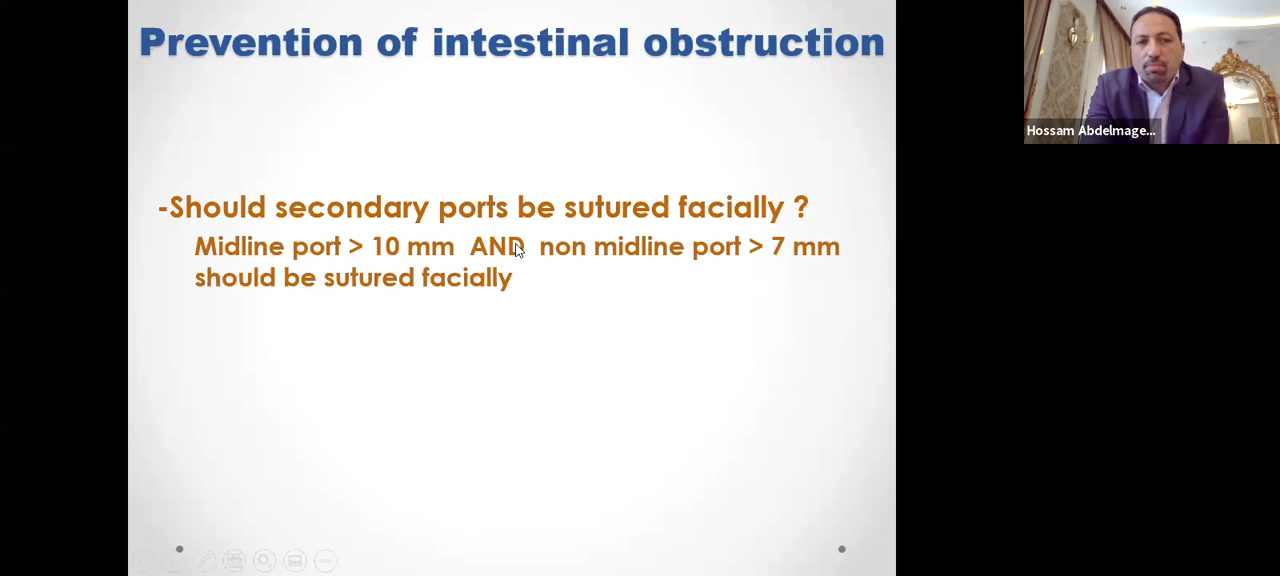 Prevention of intestinal obstruction
-Should secondary ports be sutured facially ?
Midline port > 10 mm AND non midline port > 7 mm
should be sutured facially
Hossam Abdelmage...